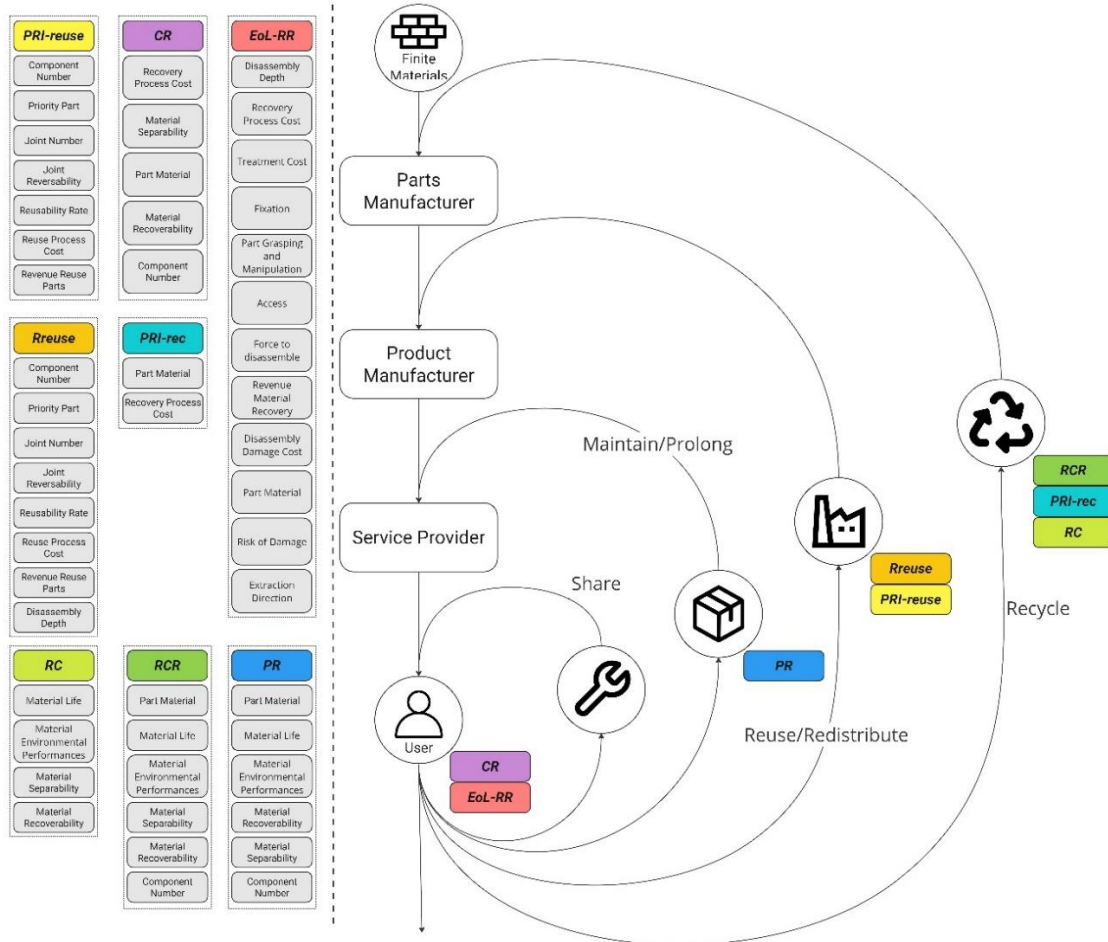 PRI-reuse
Component
Number
Priority Part
Joint Number
Joint
Reversability
Reusability Rate
Reuse Process
Cost
Revenue Reuse
Parts
CR
Recovery
Process Cost
Material
Separability
Part Material
Material
Recoverability
Component
Number
EoL-RR
Disassembly
Depth
Recovery
Process Cost
Treatment Cost
Fixation
Part Grasping
and
Manipulation
Access
Force to
disassemble
Revenue
Material
Recovery
Disassembly
Damage Cost
Part Material
Risk of Damage
Extraction
Direction
Rreuse
Component
Number
Priority Part
Joint Number
Joint
Reversability
Reusability Rate
Reuse Process
Cost
Revenue Reuse
Parts
Disassembly
Depth
PRI-rec
Part Material
Recovery Process
Cost
RC
Material Life
Material
Environmental
Performances
Material
Separability
Material
Recoverability
RCR
Part Material
Material Life
Material
Environmental
Performances
Material
Separability
Material
Recoverability
Component
Number
PR
Part Material
Material Life
Material
Environmental
Performances
Material
Recoverability
Material
Separability
Component
Number
Finite
Materials
Parts
Manufacturer
Product
Manufacturer
Service Provider
User
CR
EoL-RR
Share
Maintain/Prolong
PR
Reuse/Redistribute
Rreuse
PRI-reuse
RCR
PRI-rec
RC
Recycle